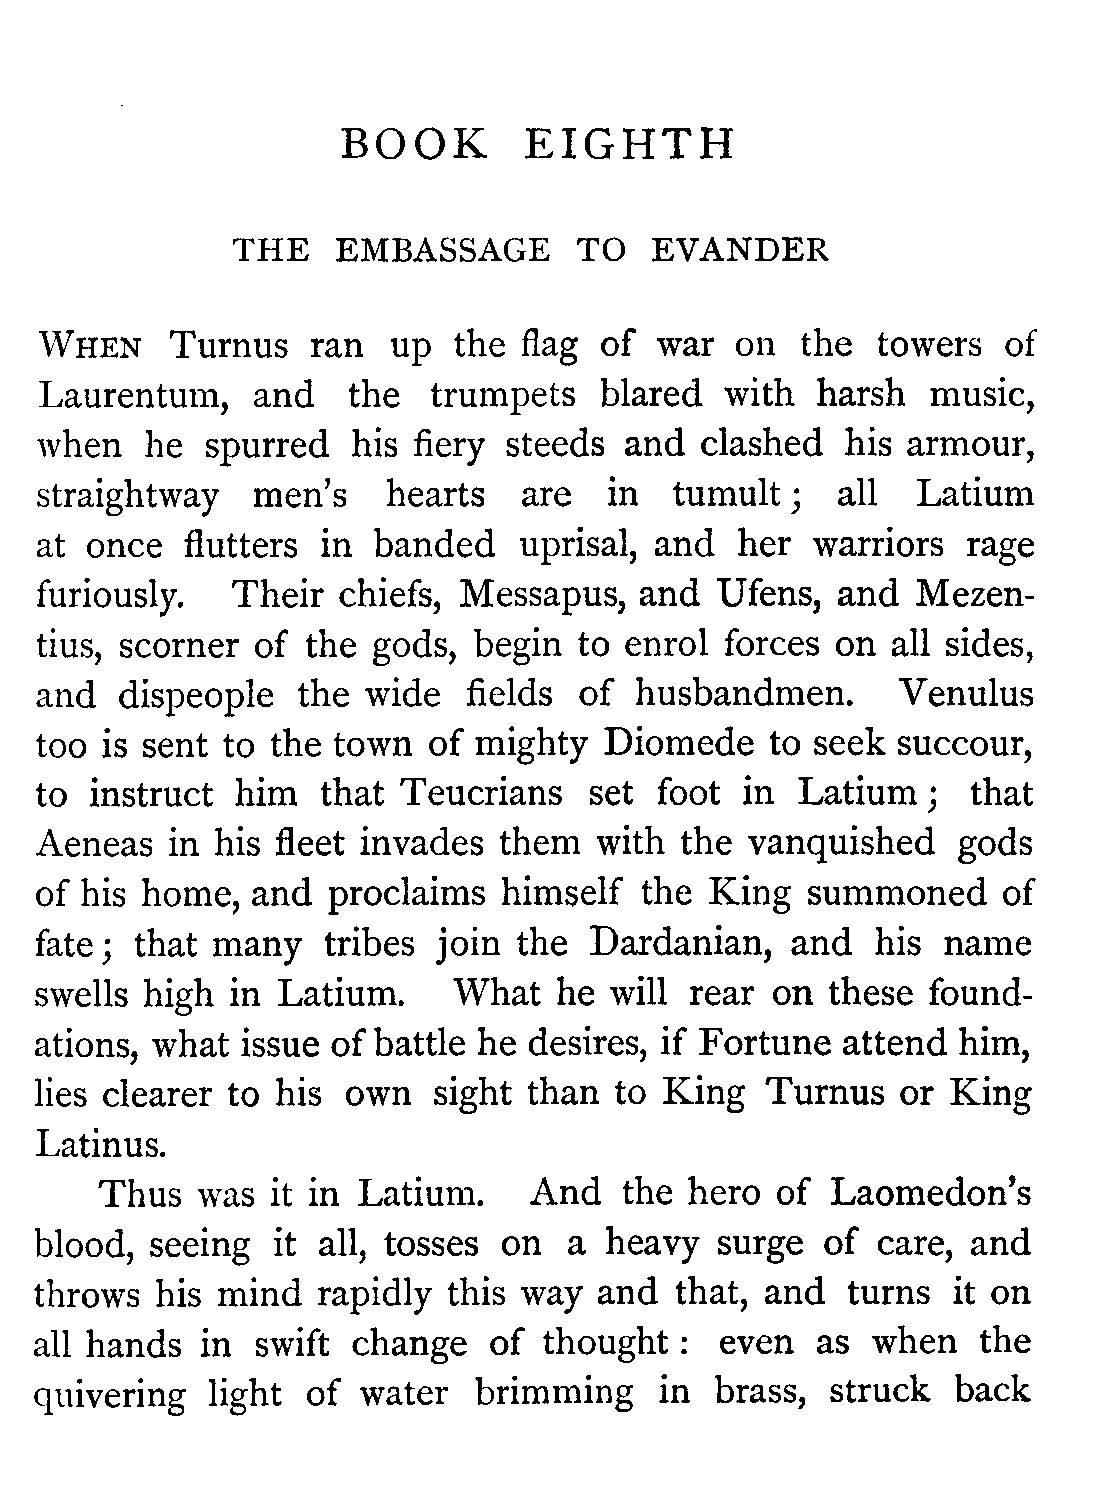 BOOK EIGHTH
THE EMBASSAGE TO EVANDER
WHEN Turnus ran up the flag of war on the towers of
Laurentum, and the trumpets blared with harsh music,
when he spurred his fiery steeds and clashed his armour,
straightway men's hearts are in tumult; all Latium
at once flutters in banded uprisal, and her warriors rage
furiously. Their chiefs, Messapus, and Ufens, and Mezen-
tius, scorner of the gods, begin to enrol forces on all sides,
and dispeople the wide fields of husbandmen. Venulus
too is sent to the town of mighty Diomede to seek succour,
to instruct him that Teucrians set foot in Latium; that
Aeneas in his fleet invades them with the vanquished gods
of his home, and proclaims himself the King summoned of
fate; that many tribes join the Dardanian, and his name
swells high in Latium. What he will rear on these found-
ations, what issue of battle he desires, if Fortune attend him,
lies clearer to his own sight than to King Turnus or King
Latinus.
Thus was it in Latium. And the hero of Laomedon's
blood, seeing it all, tosses on a heavy surge of care, and
throws his mind rapidly this way and that, and turns it on
all hands in swift change of thought: even as when the
quivering light of water brimming in brass, struck back